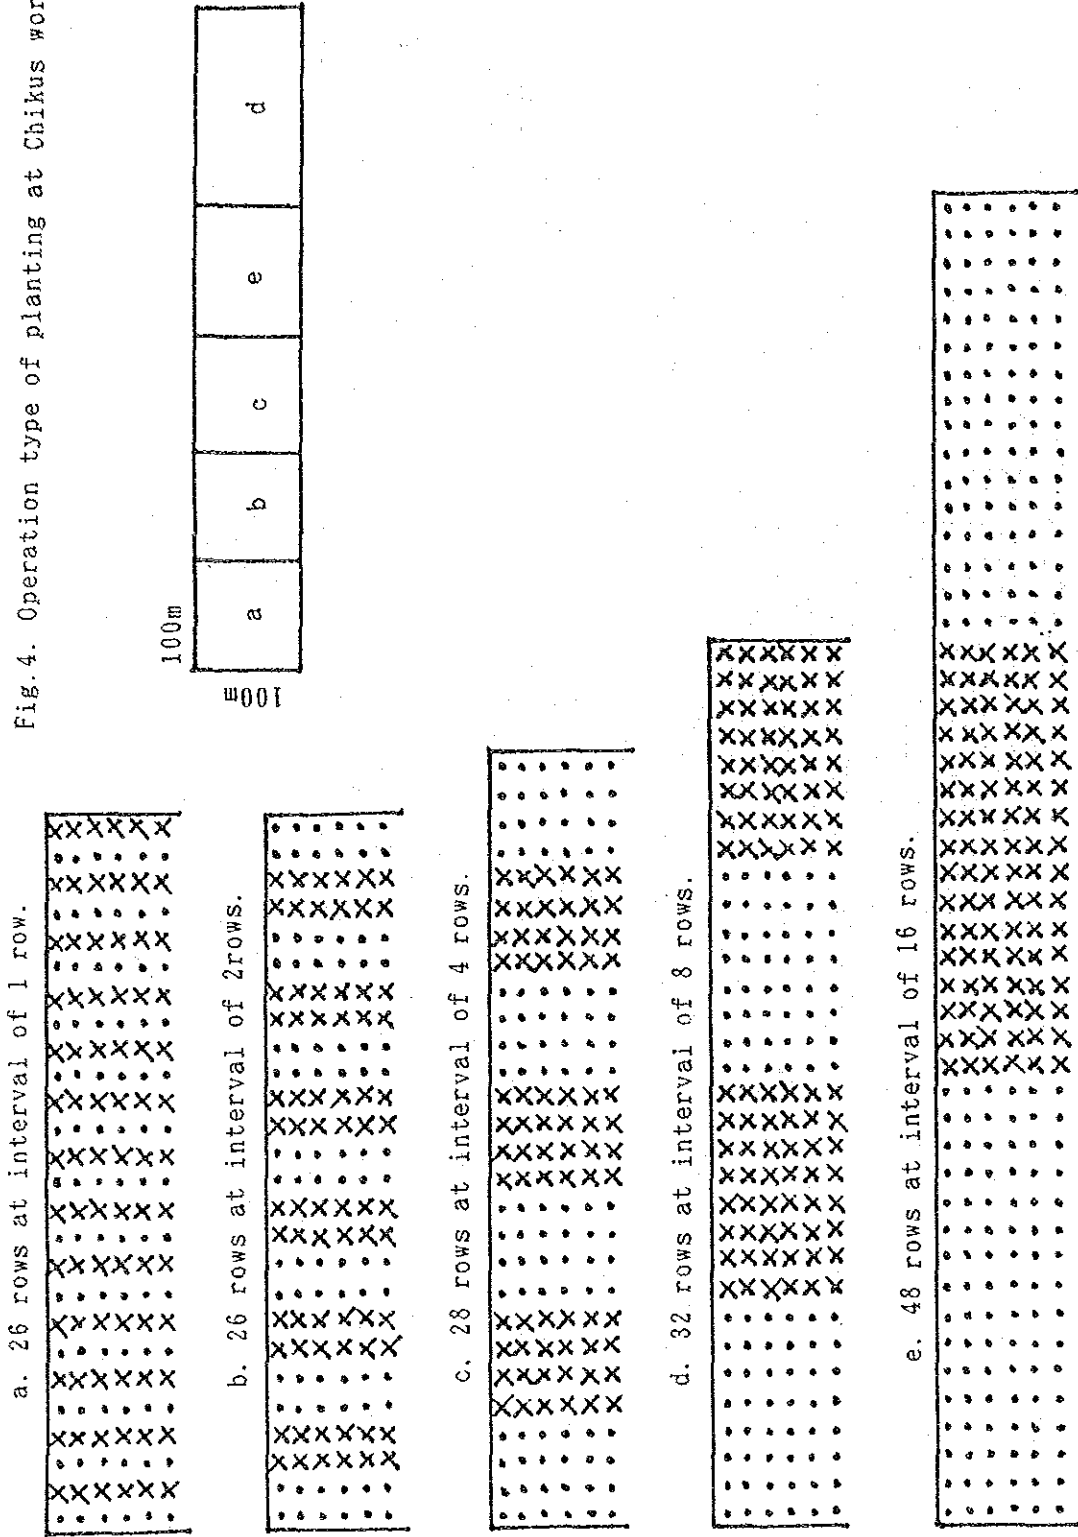 Fig.4. Operation type of planting at Chikus
100m
100m
a
b
c
e
d
a. 26 rows at interval of 1 row.
b. 26 rows at interval of 2rows.
c. 28 rows at interval of 4 rows.
d. 32 rows at interval of 8 rows.
e. 48 rows at interval of 16 rows.